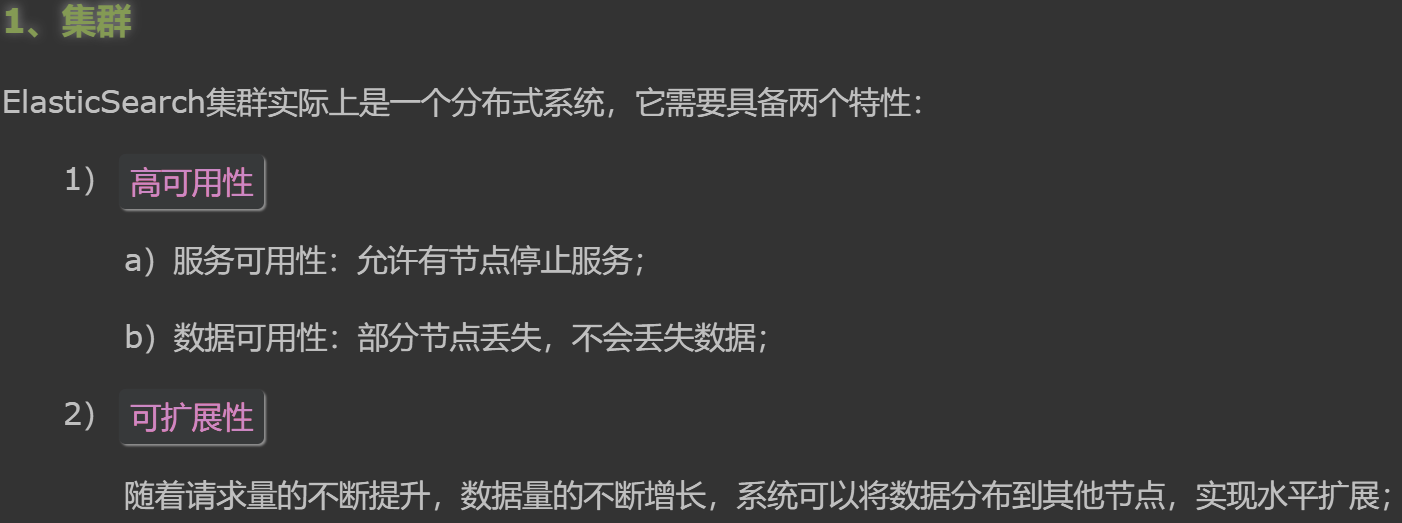 1、集群
ElasticSearch集群实际上是一个分布式系统，它需要具备两个特性：
1）高可用性
a）服务可用性：允许有节点停止服务；
b）数据可用性：部分节点丢失，不会丢失数据；
2）可扩展性
随着请求量的不断提升，数据量的不断增长，系统可以将数据分布到其他节点，实现水平扩展；